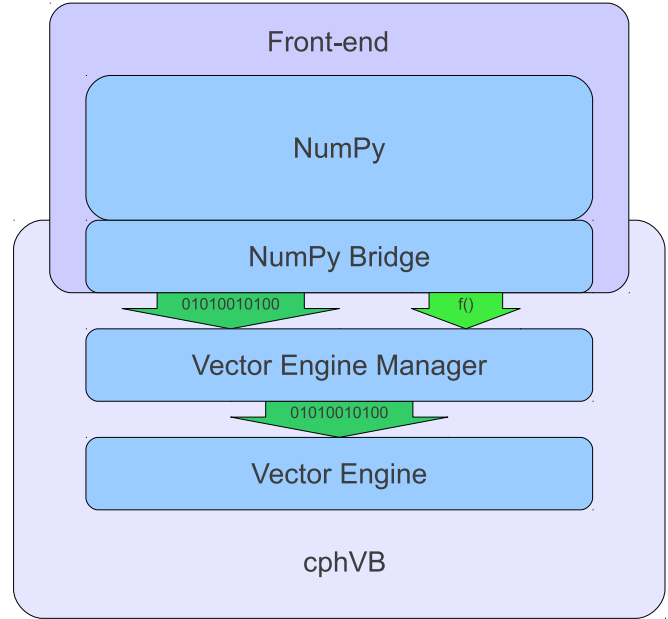 Front-end
NumPy
NumPy Bridge
01010010100
f()
Vector Engine Manager
01010010100
Vector Engine
cphVB